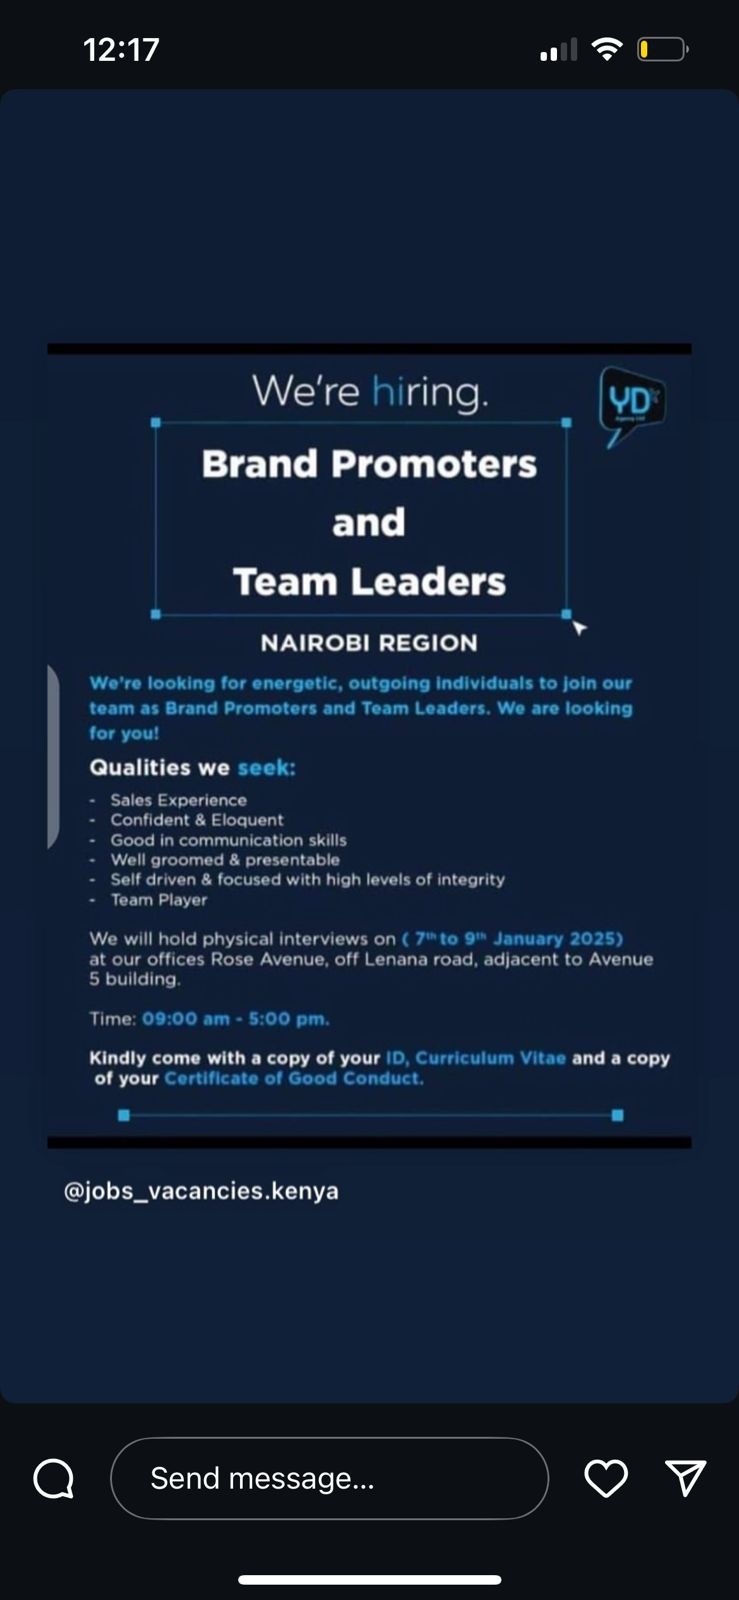 12:17
We're hiring.
YD
Brand Promoters
and
Team Leaders
NAIROBI REGION
We're looking for energetic, outgoing individuals to join our
team as Brand Promoters and Team Leaders. We are looking
for you!
Qualities we seek:
- Sales Experience
- Confident & Eloquent
- Good in communication skills
- Well groomed & presentable
- Self driven & focused with high levels of integrity
- Team Player
We will hold physical interviews on ( 7th to 9th January 2025)
at our offices Rose Avenue, off Lenana road, adjacent to Avenue
5 building.
Time: 09:00 am - 5:00 pm.
Kindly come with a copy of your ID, Curriculum Vitae and a copy
of your Certificate of Good Conduct.
@jobs_vacancies.kenya
Send message...